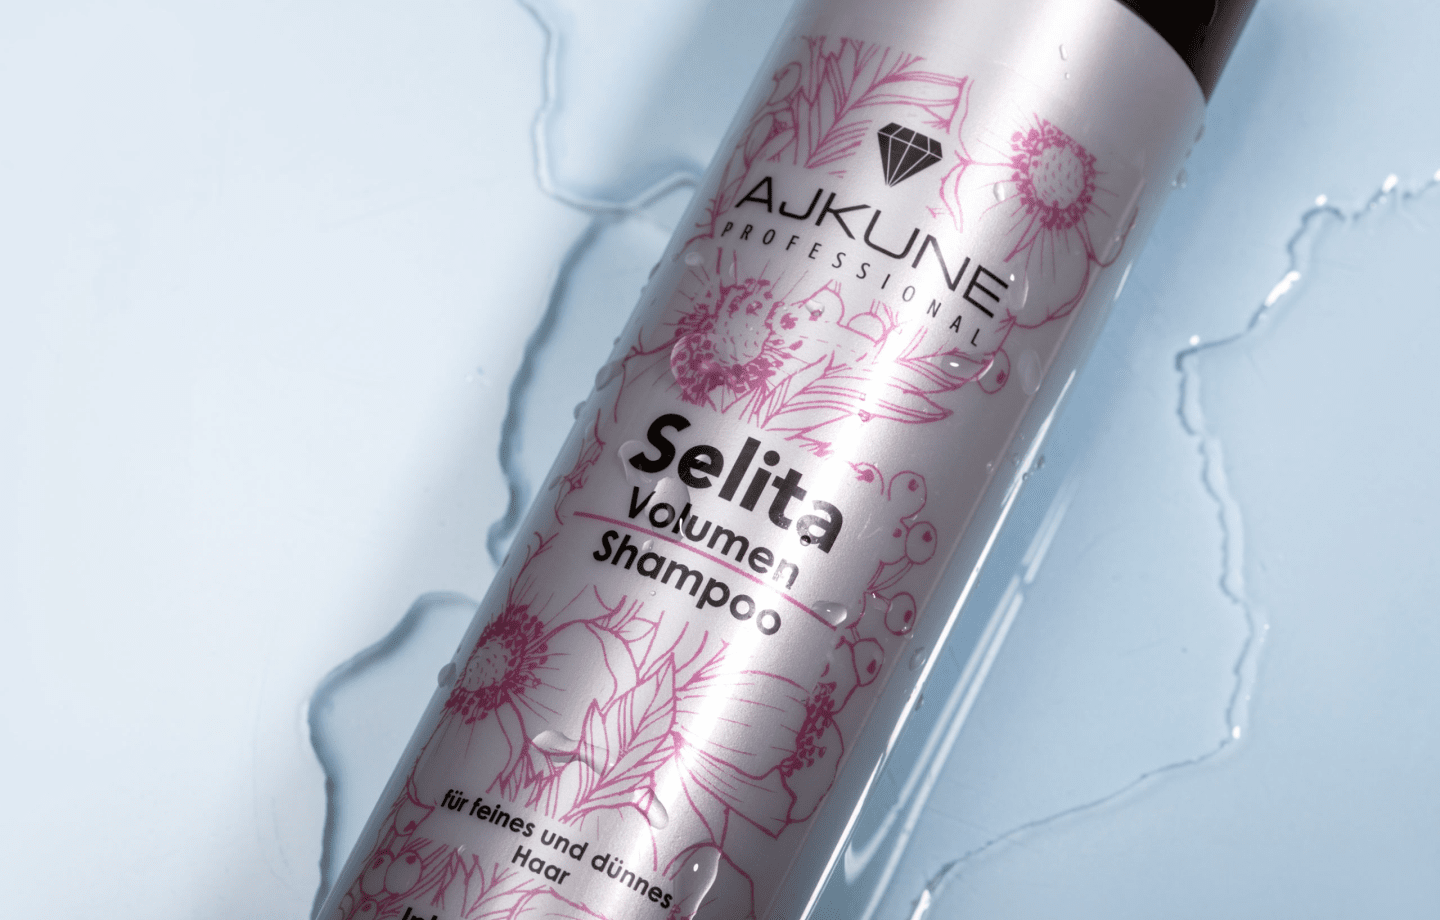 AJKUNE
PROFESSIONAL
Selita
Volumen
Shampoo
für feines und dünnes
Haar